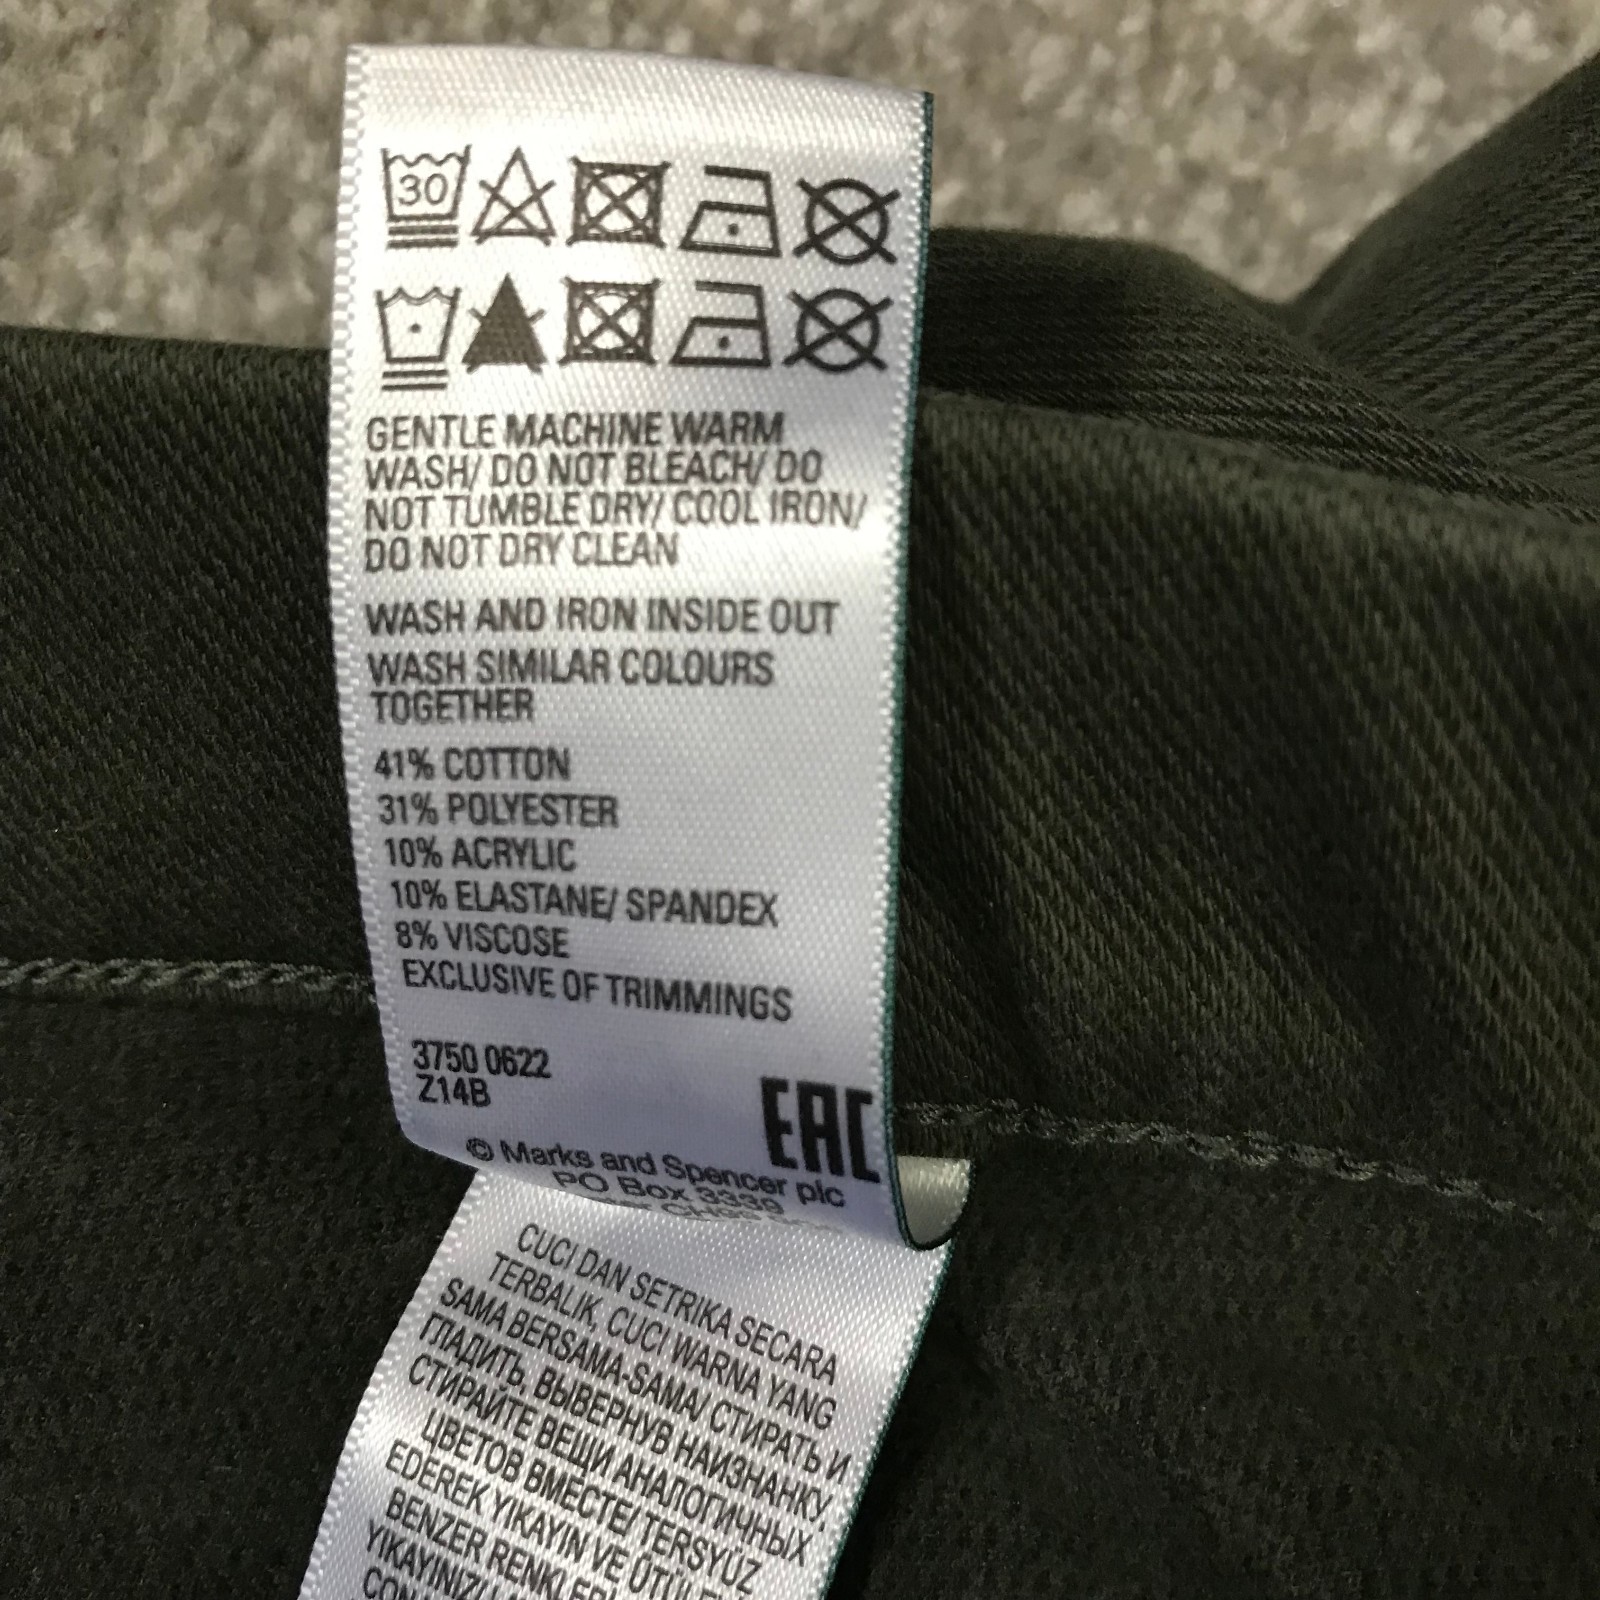 30
GENTLE MACHINE WARM
WASH/ DO NOT BLEACH/ DO
NOT TUMBLE DRY/ COOL IRON/
DO NOT DRY CLEAN
WASH AND IRON INSIDE OUT
WASH SIMILAR COLOURS
TOGETHER
41% COTTON
31% POLYESTER
10% ACRYLIC
10% ELASTANE/ SPANDEX
8% VISCOSE
EXCLUSIVE OF TRIMMINGS
3750 0622
Z14B
EAC
© Marks and Spencer plc
PO Box 3339
CUCI DAN SETRIKA SECARA
TERBALIK, CUCI WARNA YANG
SAMA BERSAMA-SAMA/ СТИРАТЬ И
ГЛАДИТЬ, ВЫВЕРНУВ НАИЗНАНКУ,
СТИРАЙТЕ ВЕЩИ АНАЛОГИЧНЫХ
ЦВЕТОВ ВМЕСТЕ/ TERSYÜZ
EDEREK YIKAYIN VE
BENZER